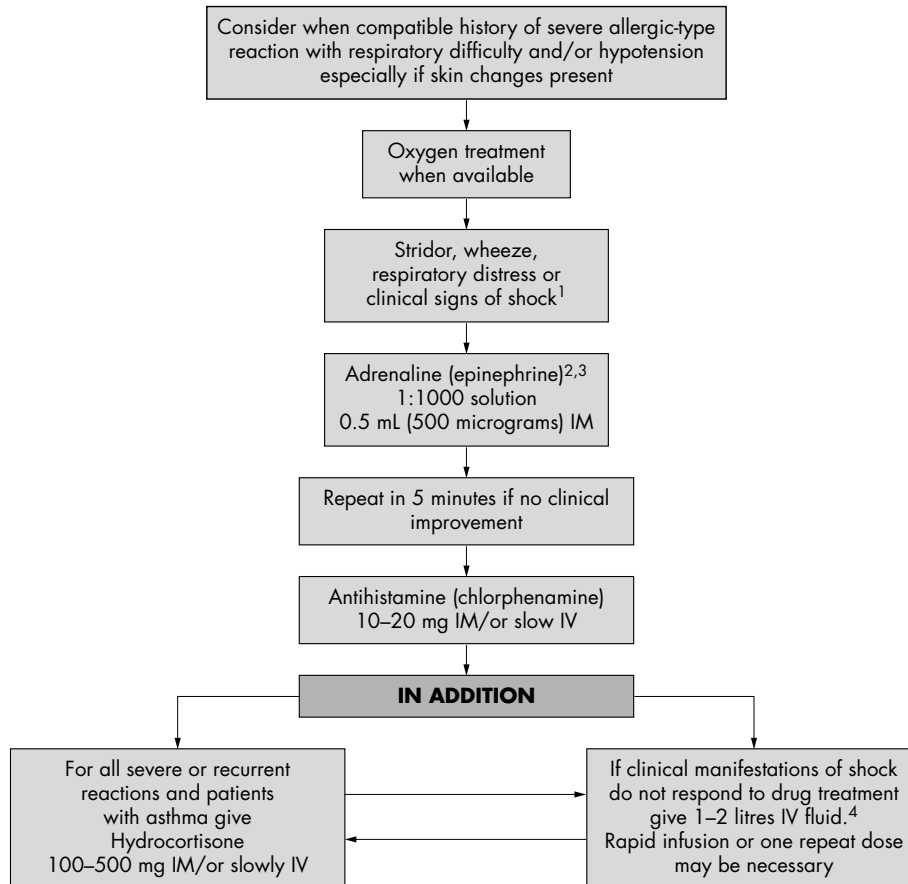 Consider when compatible history of severe allergic-type
reaction with respiratory difficulty and/or hypotension
especially if skin changes present
Oxygen treatment
when available
Stridor, wheeze,
respiratory distress or
clinical signs of shock¹
Adrenaline (epinephrine)²,³
1:1000 solution
0.5 mL (500 micrograms) IM
Repeat in 5 minutes if no clinical
improvement
Antihistamine (chlorphenamine)
10–20 mg IM/or slow IV
IN ADDITION
For all severe or recurrent
reactions and patients
with asthma give
Hydrocortisone
100–500 mg IM/or slowly IV
If clinical manifestations of shock
do not respond to drug treatment
give 1–2 litres IV fluid.⁴
Rapid infusion or one repeat dose
may be necessary